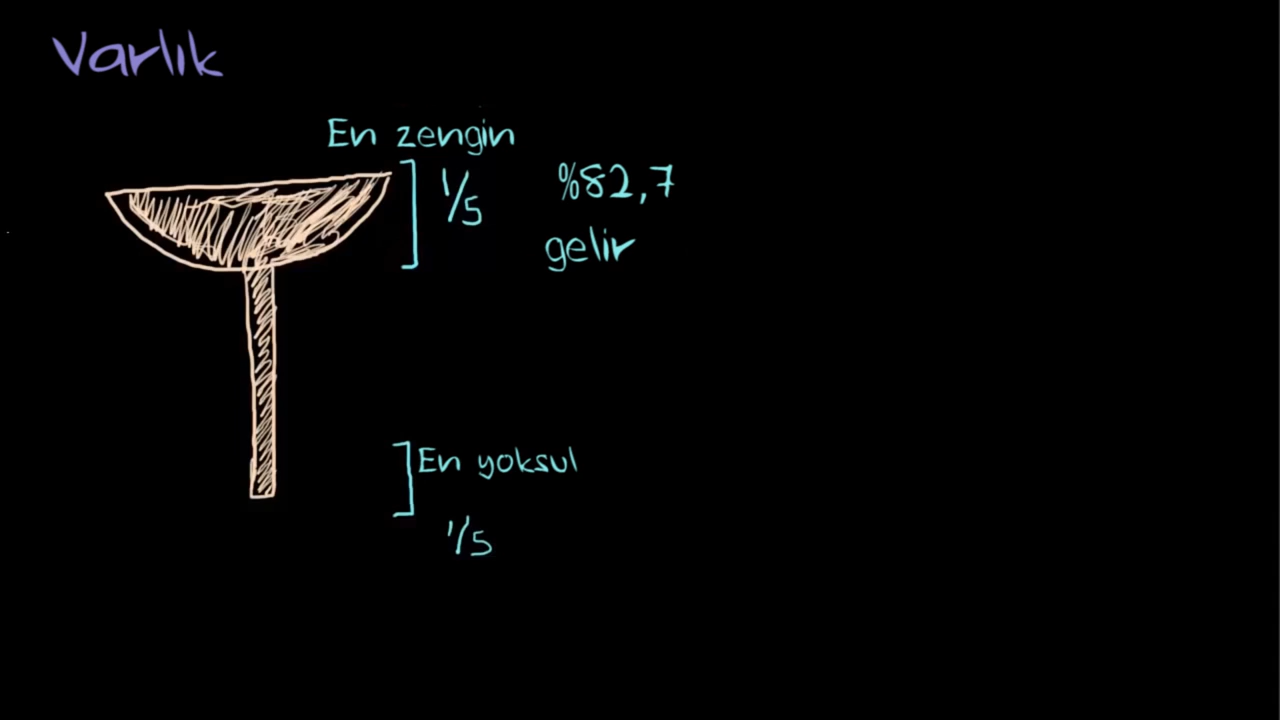 Varlık
En zengin
1/5
%82,7
gelir
En yoksul
1/5